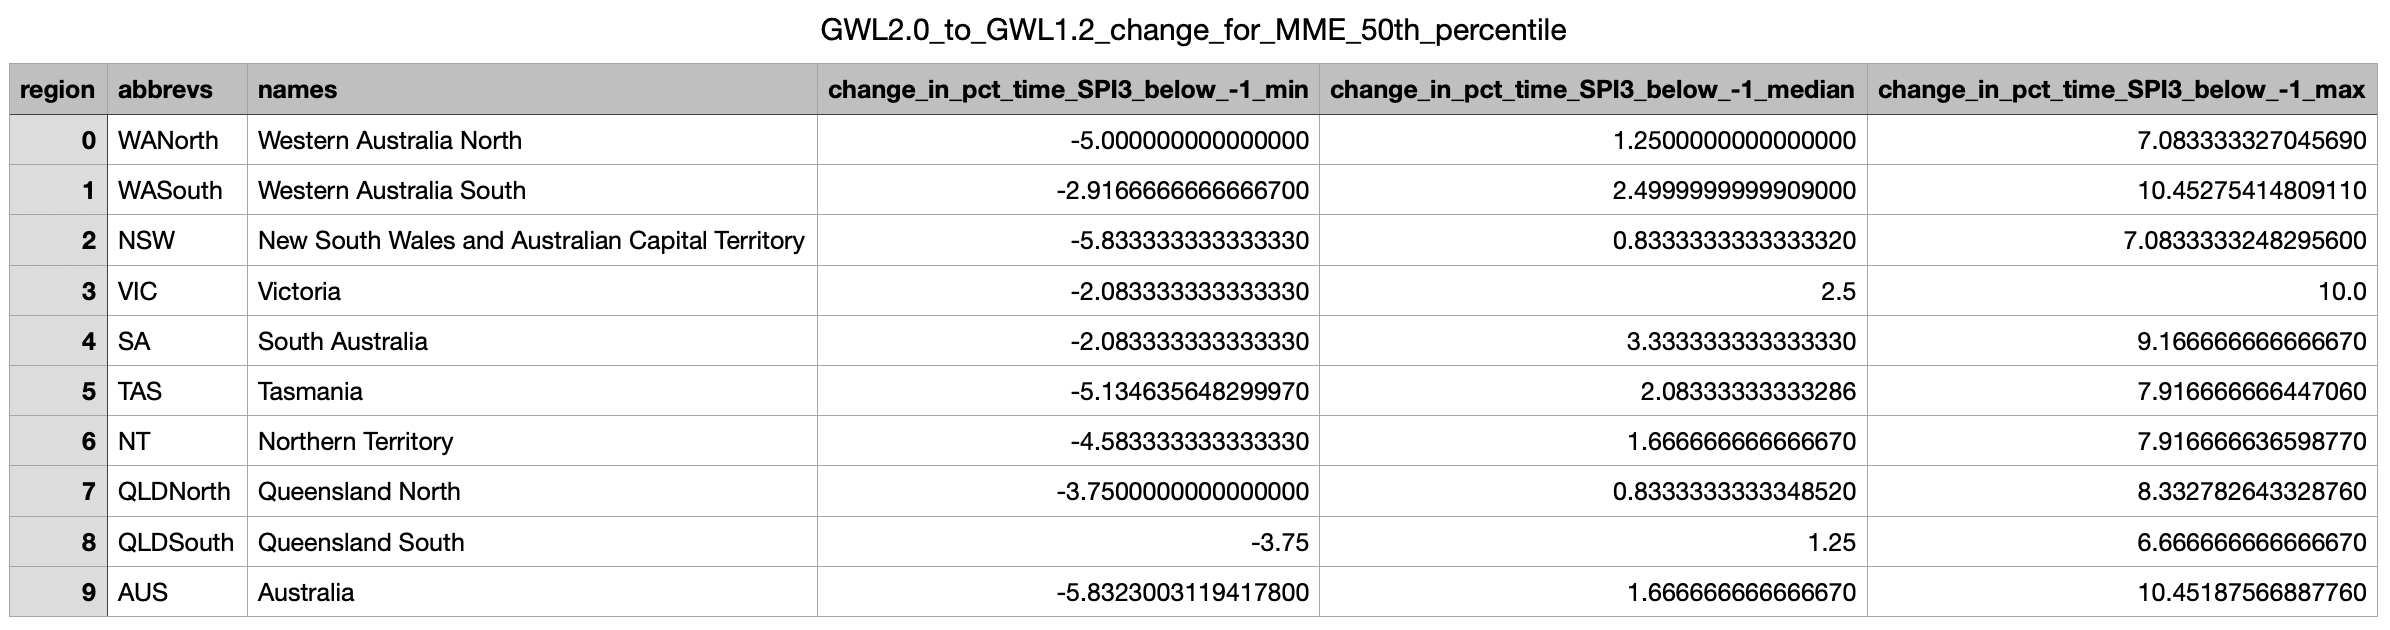 GWL2.0_to_GWL1.2_change_for_MME_50th_percentile
region abbrevs names change_in_pct_time_SPI3_below_-1_min change_in_pct_time_SPI3_below_-1_median change_in_pct_time_SPI3_below_-1_max
0 WANorth Western Australia North -5.000000000000000 1.2500000000000000 7.083333327045690
1 WASouth Western Australia South -2.9166666666666700 2.4999999999909000 10.45275414809110
2 NSW New South Wales and Australian Capital Territory -5.833333333333330 0.8333333333333320 7.0833333248295600
3 VIC Victoria -2.083333333333330 2.5 10.0
4 SA South Australia -2.083333333333330 3.333333333333330 9.166666666666670
5 TAS Tasmania -5.134635648299970 2.08333333333286 7.916666666447060
6 NT Northern Territory -4.583333333333330 1.666666666666670 7.916666636598770
7 QLDNorth Queensland North -3.75000000000000000 0.8333333333348520 8.332782643328760
8 QLDSouth Queensland South -3.75 1.25 6.666666666666670
9 AUS Australia -5.8323003119417800 1.666666666666670 10.45187566887760